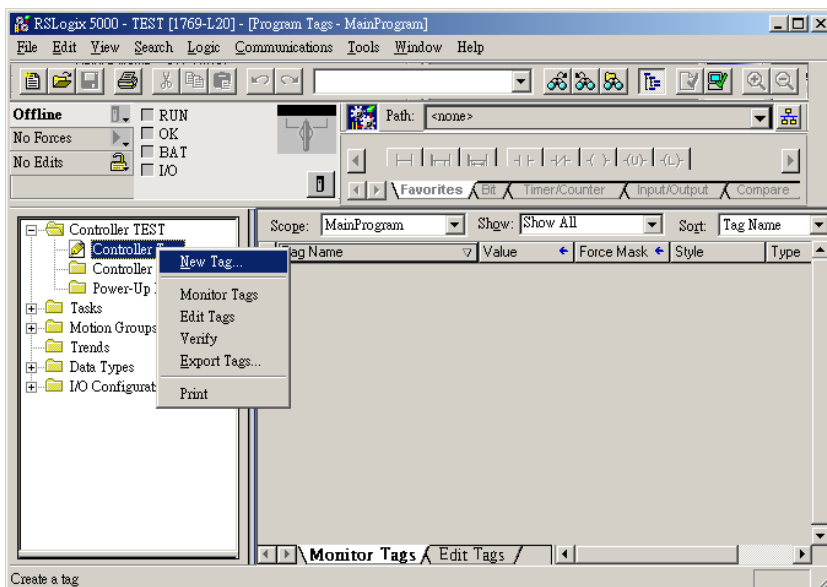 RSLogix 5000 - TEST [1769-L20] - [Program Tags - MainProgram]
File Edit View Search Logic Communications Tools Window Help
Offline
RUN
Path: <none>
No Forces
OK
No Edits
BAT
I/O
Favorites Bit Timer/Counter Input/Output Compare
Controller TEST
Scope: MainProgram Show: Show All Sort: Tag Name
Controller
New Tag...
Tag Name Value Force Mask Style Type
Controller
Power-Up
Monitor Tags
Tasks
Edit Tags
Motion Groups
Verify
Trends
Export Tags...
Data Types
I/O Configurat
Print
Monitor Tags Edit Tags
Create a tag